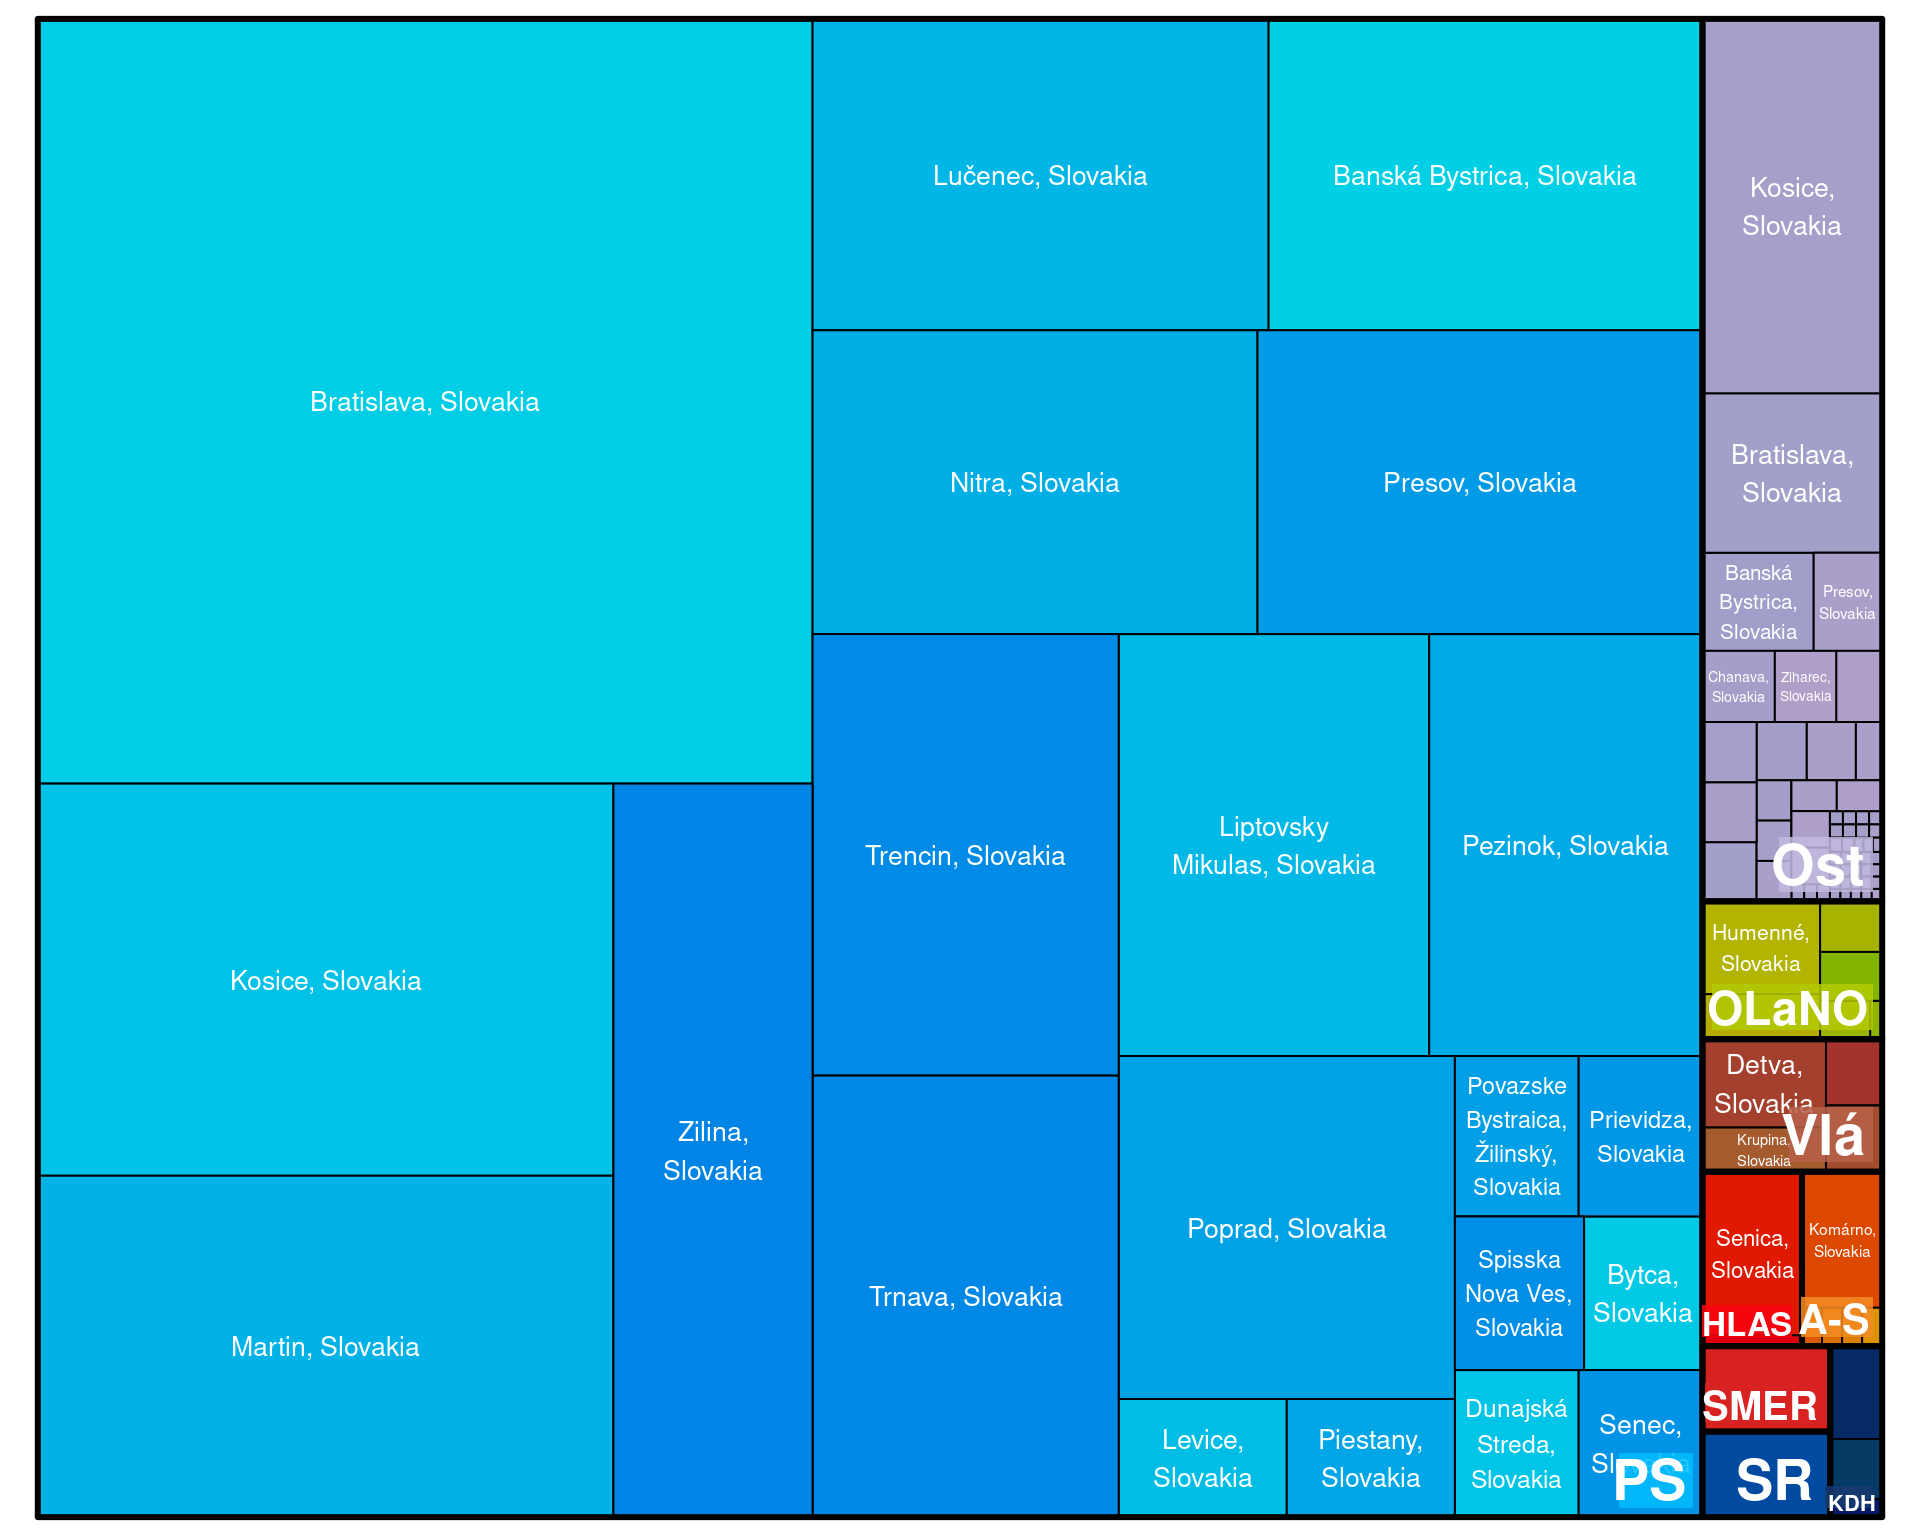 Bratislava, Slovakia
Lučenec, Slovakia
Banská Bystrica, Slovakia
Nitra, Slovakia
Presov, Slovakia
Kosice, Slovakia
Martin, Slovakia
Zilina,
Slovakia
Trencin, Slovakia
Trnava, Slovakia
Liptovsky
Mikulas, Slovakia
Pezinok, Slovakia
Poprad, Slovakia
Levice,
Slovakia
Piestany,
Slovakia
Povazske
Bystraica,
Žilinský,
Slovakia
Prievidza,
Slovakia
Spisska
Nova Ves,
Slovakia
Bytca,
Slovakia
Dunajská
Streda,
Slovakia
Senec,
Slovakia
PS
Kosice,
Slovakia
Bratislava,
Slovakia
Banská
Bystrica,
Slovakia
Presov,
Slovakia
Chanava,
Slovakia
Ziharec,
Slovakia
Ost
Humenné,
Slovakia
OLaNO
Detva,
Slovakia
Krupina,
Slovakia
Vlá
Senica,
Slovakia
HLAS
Komárno,
Slovakia
A-S
SMER
SR
KDH